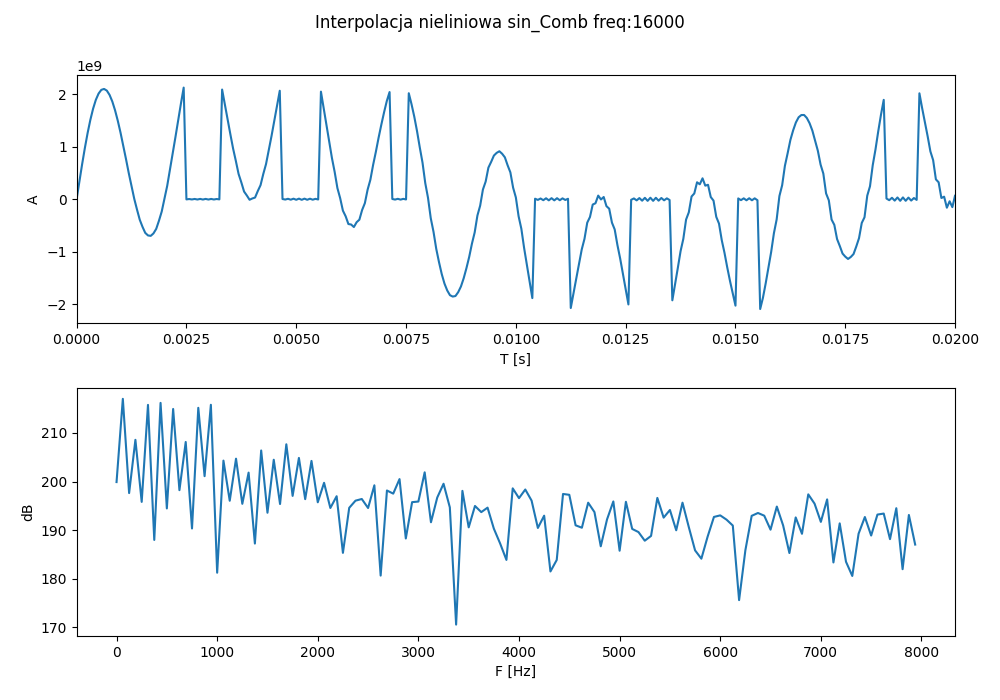 Interpolacja nieliniowa sin_Comb freq:16000
1e9
2
1
0
−1
−2
A
0.0000 0.0025 0.0050 0.0075 0.0100 0.0125 0.0150 0.0175 0.0200
T [s]
210
200
190
180
170
dB
0 1000 2000 3000 4000 5000 6000 7000 8000
F [Hz]